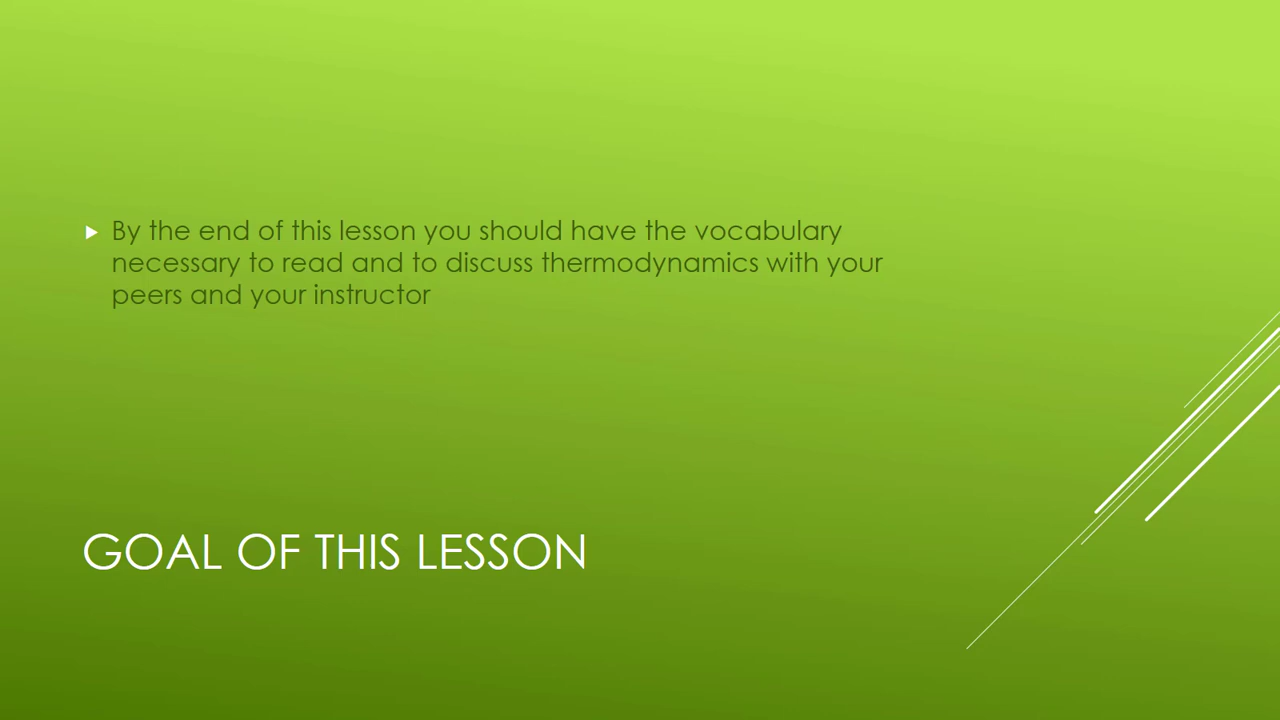 By the end of this lesson you should have the vocabulary
necessary to read and to discuss thermodynamics with your
peers and your instructor
GOAL OF THIS LESSON